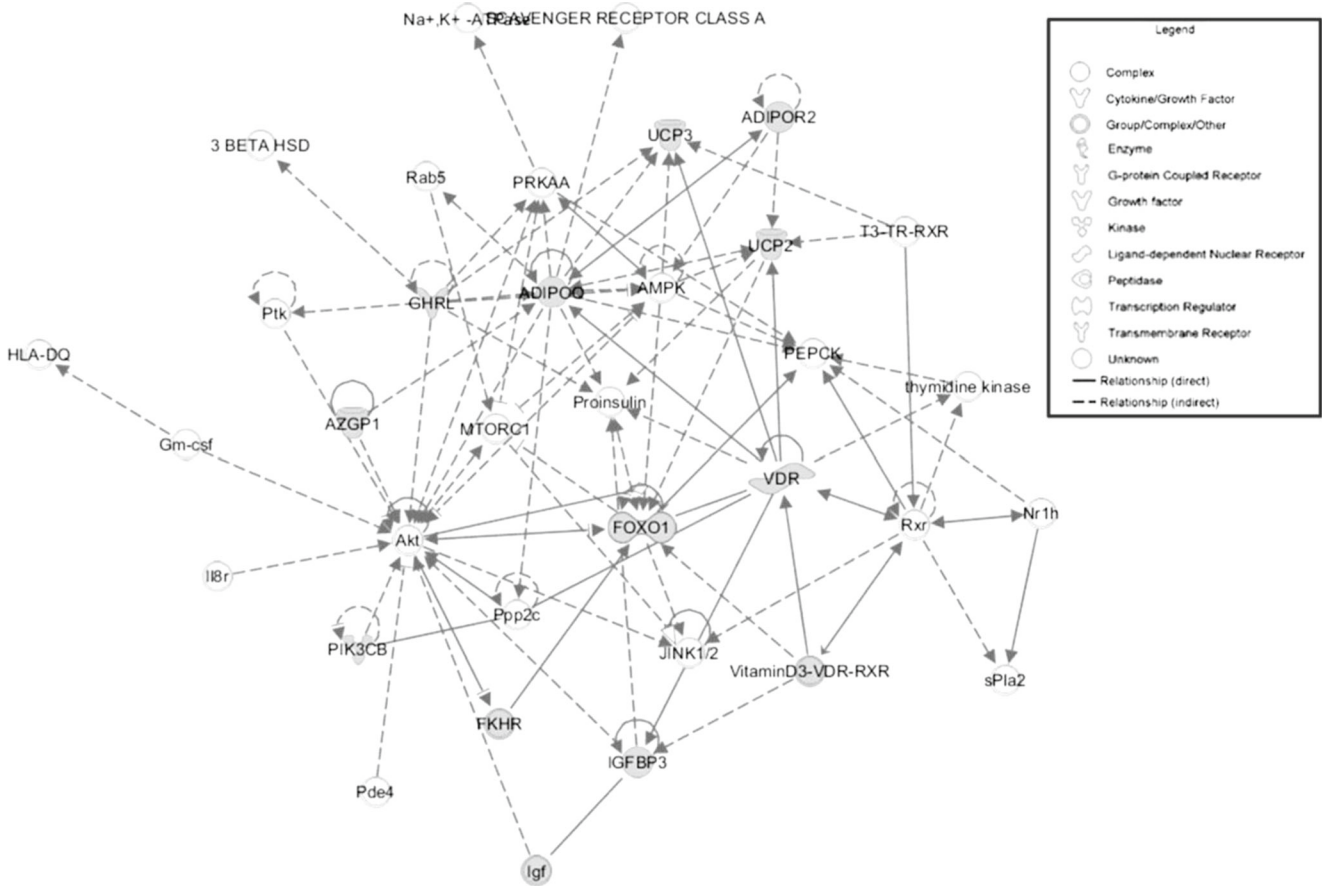 Na+,K+ -ATPase
SCAVENGER RECEPTOR CLASS A
ADIPOR2
UCP3
3 BETA HSD
Rab5
PRKAA
T3-TR-RXR
UCP2
GHRL
ADIPOQ
AMPK
Ptk
HLA-DQ
PEPCK
thymidine kinase
Proinsulin
AZGP1
MTORC1
Gm-csf
VDR
Nr1h
Rxr
FOXO1
Akt
Il8r
Ppp2c
PIK3CB
JINK1/2
VitaminD3-VDR-RXR
sPla2
FKHR
IGFBP3
Pde4
Igf
Legend
Complex
Cytokine/Growth Factor
Group/Complex/Other
Enzyme
G-protein Coupled Receptor
Growth factor
Kinase
Ligand-dependent Nuclear Receptor
Peptidase
Transcription Regulator
Transmembrane Receptor
Unknown
Relationship (direct)
Relationship (indirect)